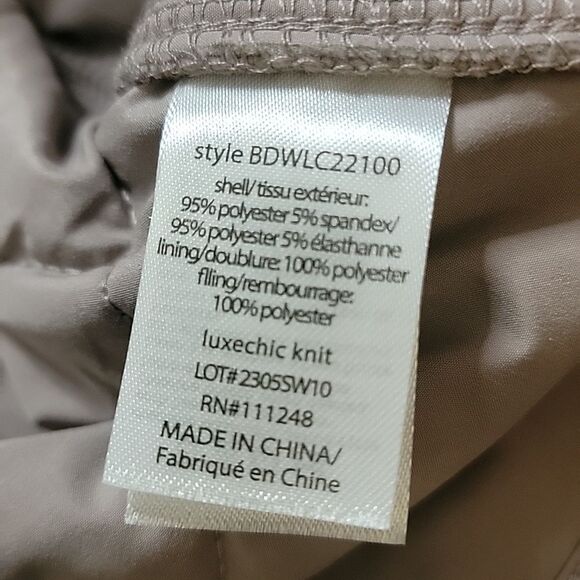 style BDWLC22100
shell/tissu extérieur:
95% polyester 5% spandex/
95% polyester 5% élasthanne
lining/doublure: 100% polyester
flling/rembourrage:
100% polyester
luxechic knit
LOT#2305SW10
RN#111248
MADE IN CHINA/
Fabriqué en Chine